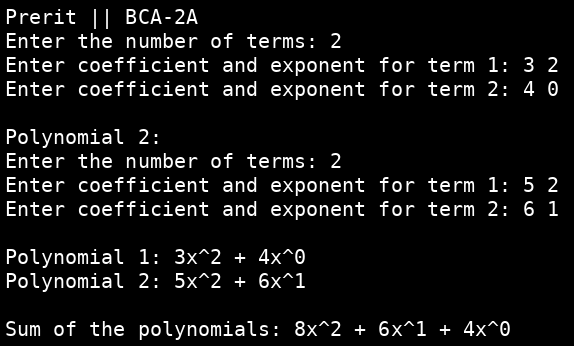 Prerit || BCA-2A
Enter the number of terms: 2
Enter coefficient and exponent for term 1: 3 2
Enter coefficient and exponent for term 2: 4 0
Polynomial 2:
Enter the number of terms: 2
Enter coefficient and exponent for term 1: 5 2
Enter coefficient and exponent for term 2: 6 1
Polynomial 1: 3x^2 + 4x^0
Polynomial 2: 5x^2 + 6x^1
Sum of the polynomials: 8x^2 + 6x^1 + 4x^0